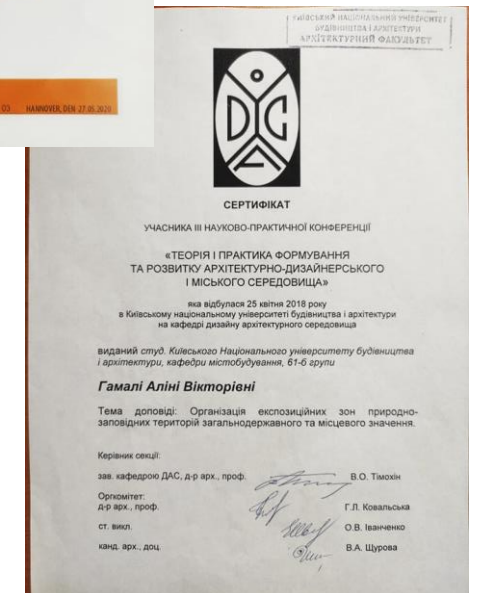 03 HANNOVER, DEN 27.05.2020
КИЇВСЬКИЙ НАЦІОНАЛЬНИЙ УНІВЕРСИТЕТ
БУДІВНИЦТВА І АРХІТЕКТУРИ
АРХІТЕКТУРНИЙ ФАКУЛЬТЕТ
СЕРТИФІКАТ
УЧАСНИКА ІІІ НАУКОВО-ПРАКТИЧНОЇ КОНФЕРЕНЦІЇ
«ТЕОРІЯ І ПРАКТИКА ФОРМУВАННЯ
ТА РОЗВИТКУ АРХІТЕКТУРНО-ДИЗАЙНЕРСЬКОГО
І МІСЬКОГО СЕРЕДОВИЩА»
яка відбулася 25 квітня 2018 року
в Київському національному університеті будівництва і архітектури
на кафедрі дизайну архітектурного середовища
виданий студ. Київського Національного університету будівництва
і архітектури, кафедри містобудування, 61-б групи
Гамалі Аліні Вікторівні
Тема доповіді: Організація експозиційних зон природно-
заповідних територій загальнодержавного та місцевого значення.
Керівник секції:
зав. кафедрою ДАС, д-р арх., проф. В.О. Тімохін
Оргкомітет:
д-р арх., проф. Г.Л. Ковальська
ст. викл. О.В. Іванченко
канд. арх., доц. В.А. Щурова